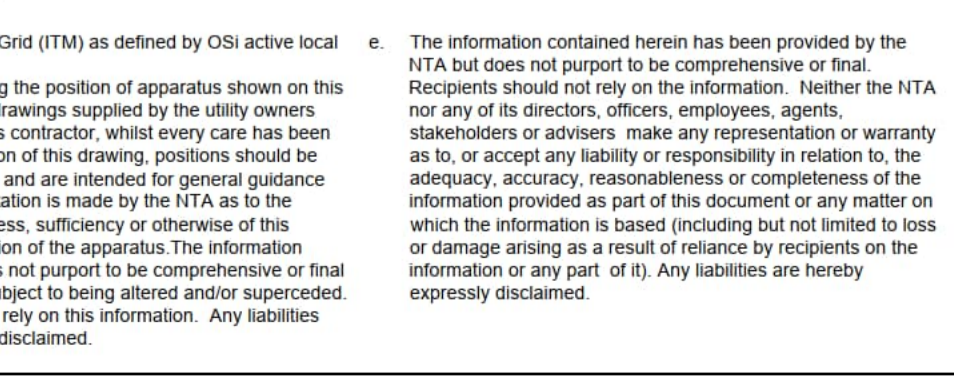 Grid (ITM) as defined by OSi active local
g the position of apparatus shown on this
drawings supplied by the utility owners
s contractor, whilst every care has been
on of this drawing, positions should be
and are intended for general guidance
ation is made by the NTA as to the
ess, sufficiency or otherwise of this
ion of the apparatus.The information
s not purport to be comprehensive or final
ubject to being altered and/or superceded.
rely on this information.  Any liabilities
disclaimed.
e. The information contained herein has been provided by the
NTA but does not purport to be comprehensive or final.
Recipients should not rely on the information.  Neither the NTA
nor any of its directors, officers, employees, agents,
stakeholders or advisers  make any representation or warranty
as to, or accept any liability or responsibility in relation to, the
adequacy, accuracy, reasonableness or completeness of the
information provided as part of this document or any matter on
which the information is based (including but not limited to loss
or damage arising as a result of reliance by recipients on the
information or any part  of it). Any liabilities are hereby
expressly disclaimed.